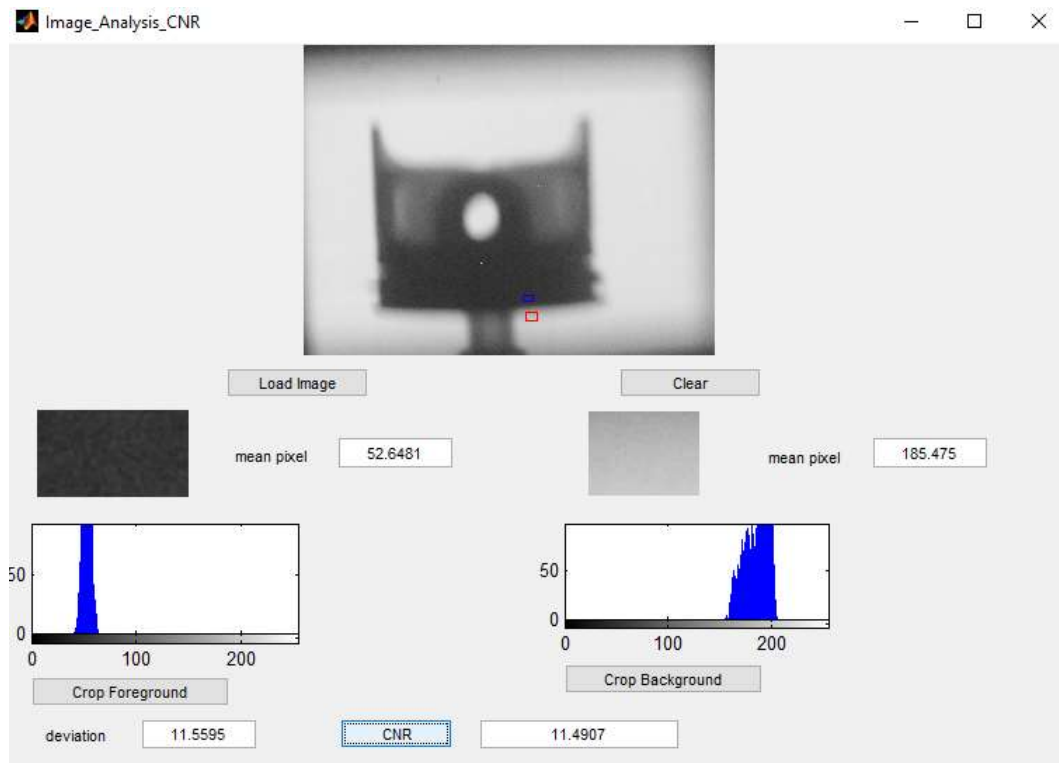 Image_Analysis_CNR
Load Image
Clear
mean pixel
52.6481
mean pixel
185.475
50
0
0
100
200
50
0
0
100
200
Crop Foreground
Crop Background
deviation
11.5595
CNR
11.4907